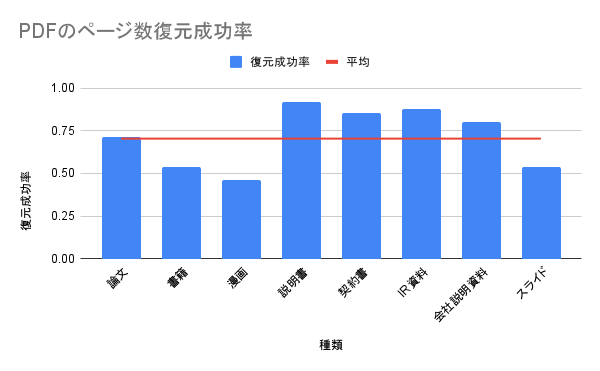 PDFのページ数復元成功率
復元成功率 平均
1.00
0.75
0.50
0.25
0.00
復元成功率
論文
書籍
漫画
説明書
契約書
IR資料
会社説明資料
スライド
種類